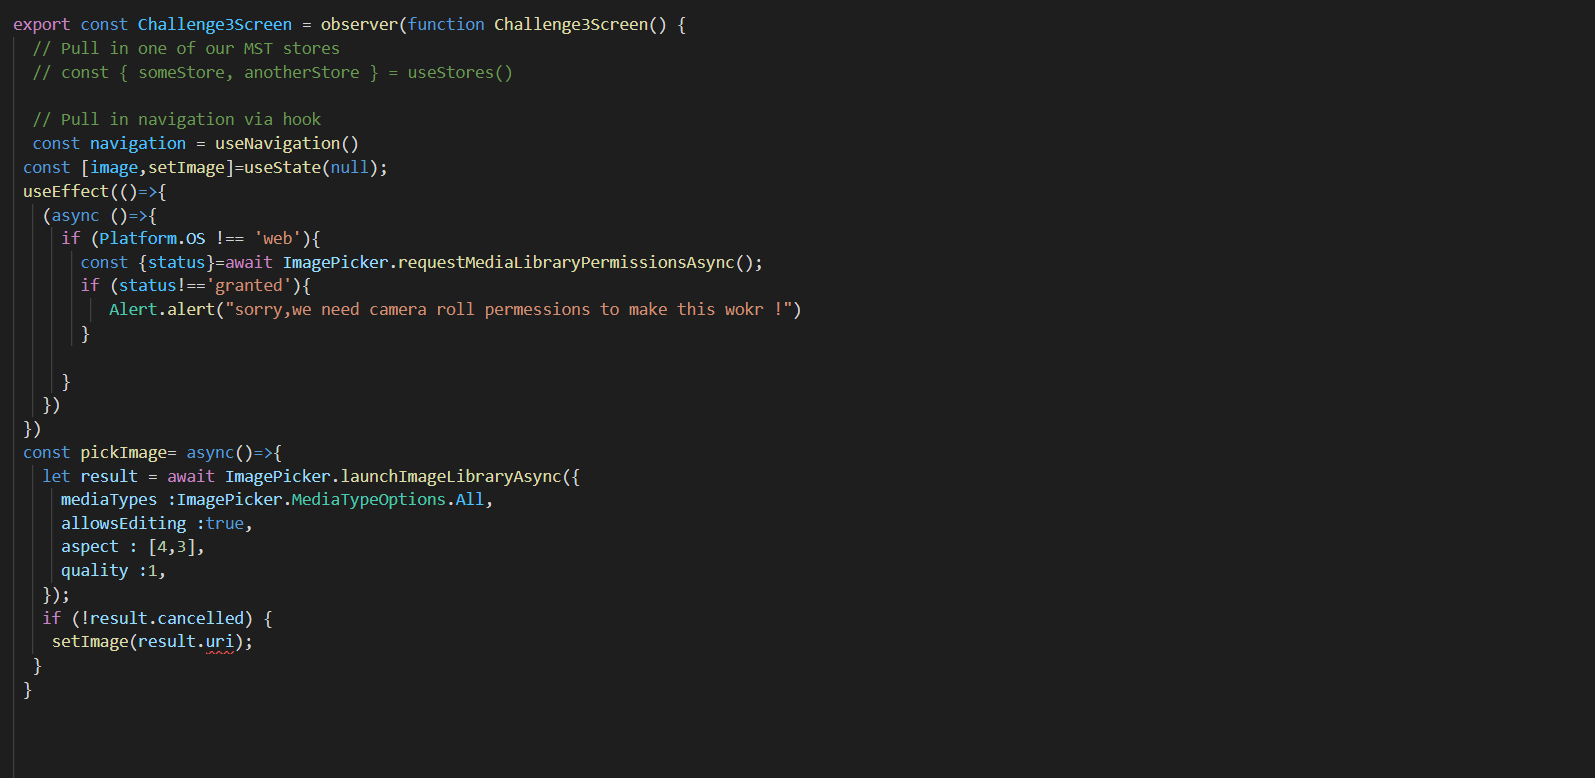 export const Challenge3Screen = observer(function Challenge3Screen() {
// Pull in one of our MST stores
// const { someStore, anotherStore } = useStores()
// Pull in navigation via hook
const navigation = useNavigation()
const [image,setImage]=useState(null);
useEffect(()=>{
(async ()=>{
if (Platform.OS !== 'web'){
const {status}=await ImagePicker.requestMediaLibraryPermissionsAsync();
if (status!=='granted'){
Alert.alert("sorry,we need camera roll permessions to make this wokr !")
}
}
})
})
const pickImage= async()=>{
let result = await ImagePicker.launchImageLibraryAsync({
mediaTypes :ImagePicker.MediaTypeOptions.All,
allowsEditing :true,
aspect : [4,3],
quality :1,
});
if (!result.cancelled) {
setImage(result.uri);
}
}